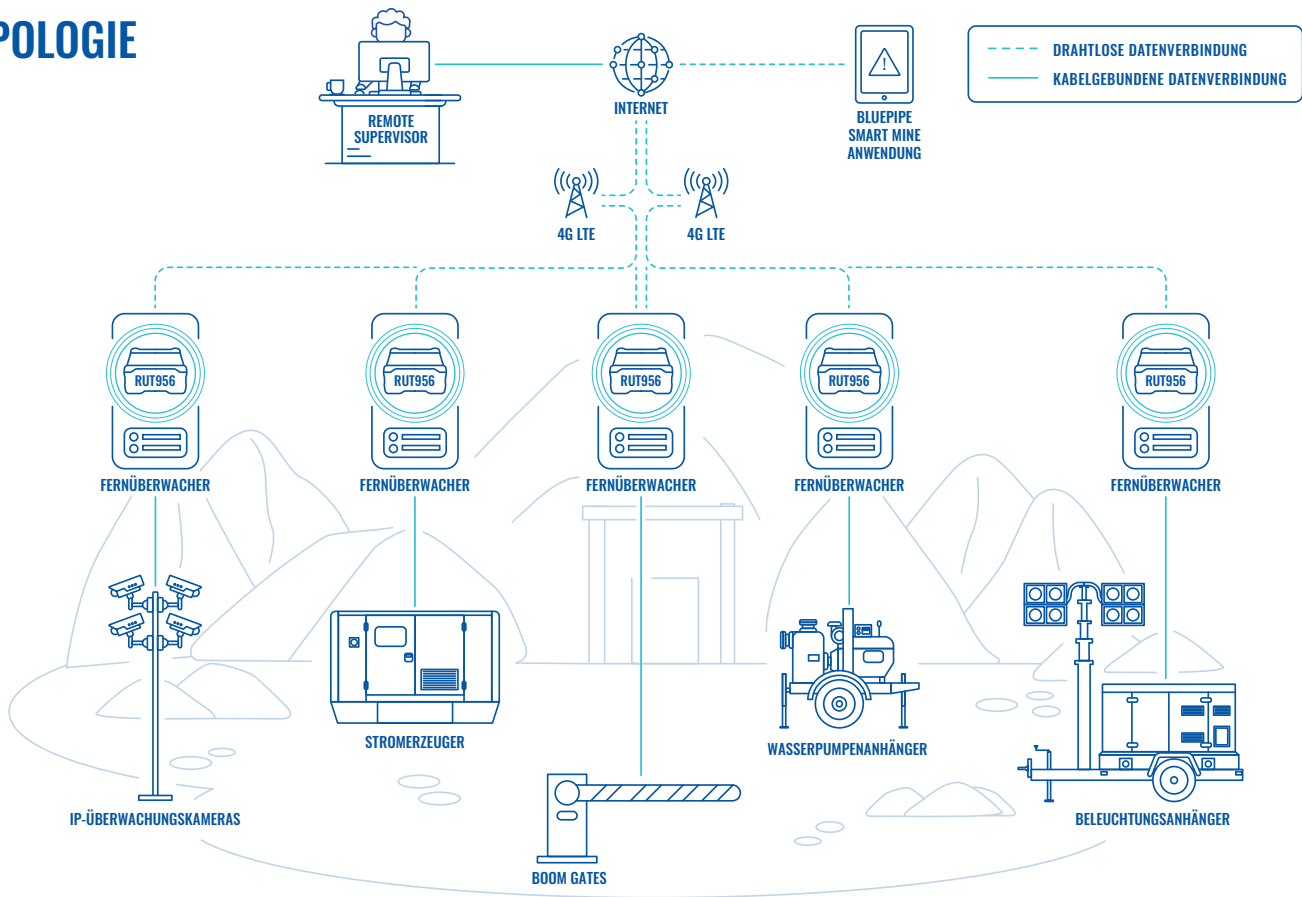 POLOGIE
DRAHTLOSE DATENVERBINDUNG
KABELGEBUNDENE DATENVERBINDUNG
REMOTE
SUPERVISOR
INTERNET
BLUEPIPE
SMART MINE
ANWENDUNG
4G LTE
4G LTE
RUT956
RUT956
RUT956
RUT956
RUT956
FERNÜBERWACHER
FERNÜBERWACHER
FERNÜBERWACHER
FERNÜBERWACHER
FERNÜBERWACHER
STROMERZEUGER
WASSERPUMPENANHÄNGER
IP-ÜBERWACHUNGSKAMERAS
BELEUCHTUNGSANHÄNGER
BOOM GATES